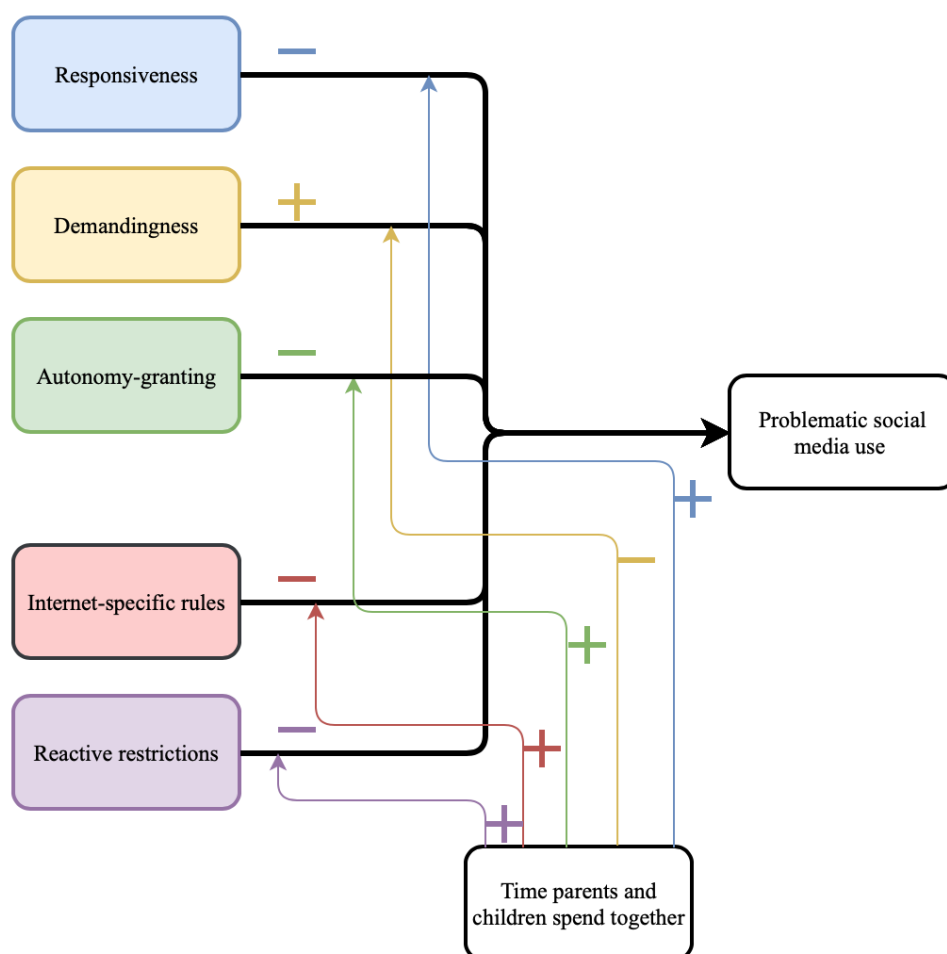 Responsiveness
Demandingness
Autonomy-granting
Problematic social
media use
Internet-specific rules
Reactive restrictions
Time parents and
children spend together